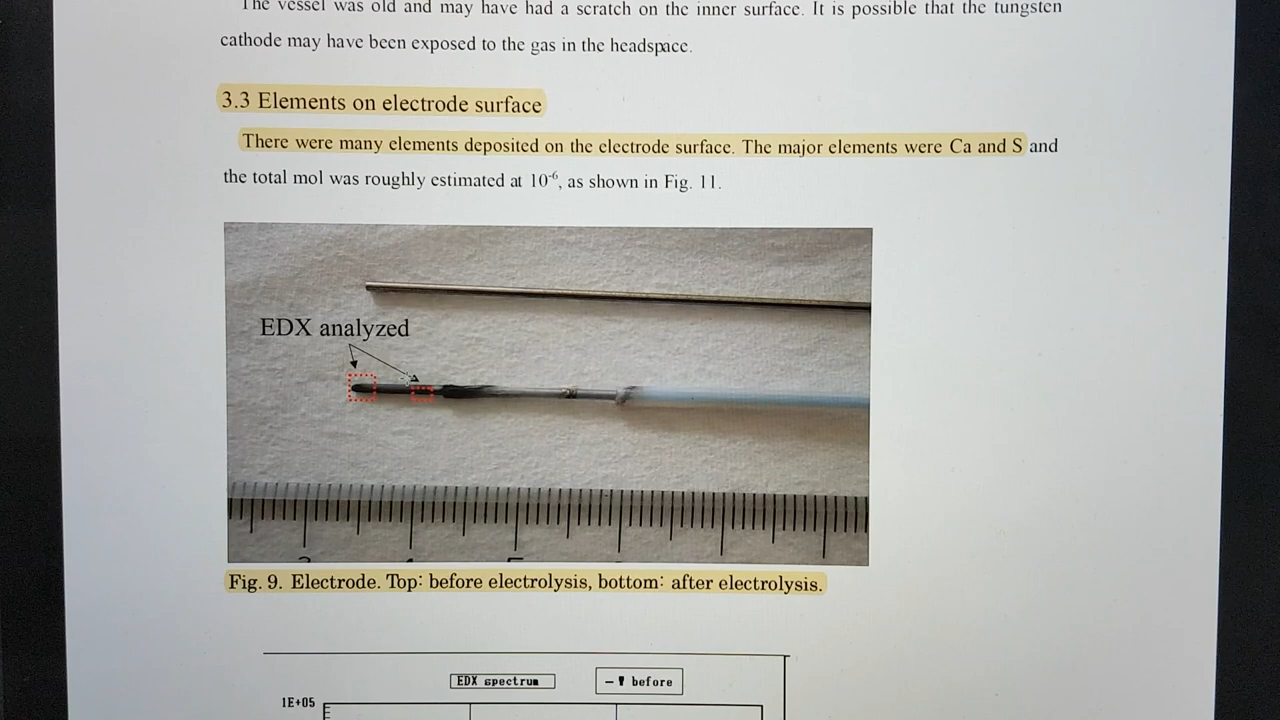 The vessel was old and may have had a scratch on the inner surface. It is possible that the tungsten
cathode may have been exposed to the gas in the headspace.
3.3 Elements on electrode surface
There were many elements deposited on the electrode surface. The major elements were Ca and S and
the total mol was roughly estimated at 10⁻⁶, as shown in Fig. 11.
EDX analyzed
Fig. 9. Electrode. Top: before electrolysis, bottom: after electrolysis.
EDX spectrum
before
1E+05